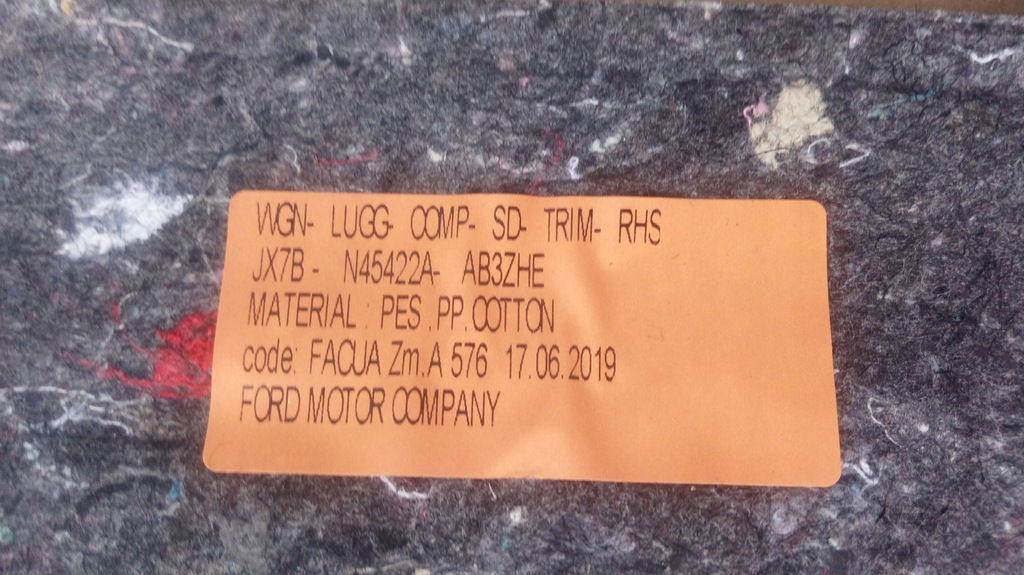 WGN- LUGG- COMP- SD- TRIM- RHS
JX7B - N45422A- AB3ZHE
MATERIAL : PES .PP.COTTON
code: FACUA Zm.A 576 17.06.2019
FORD MOTOR COMPANY